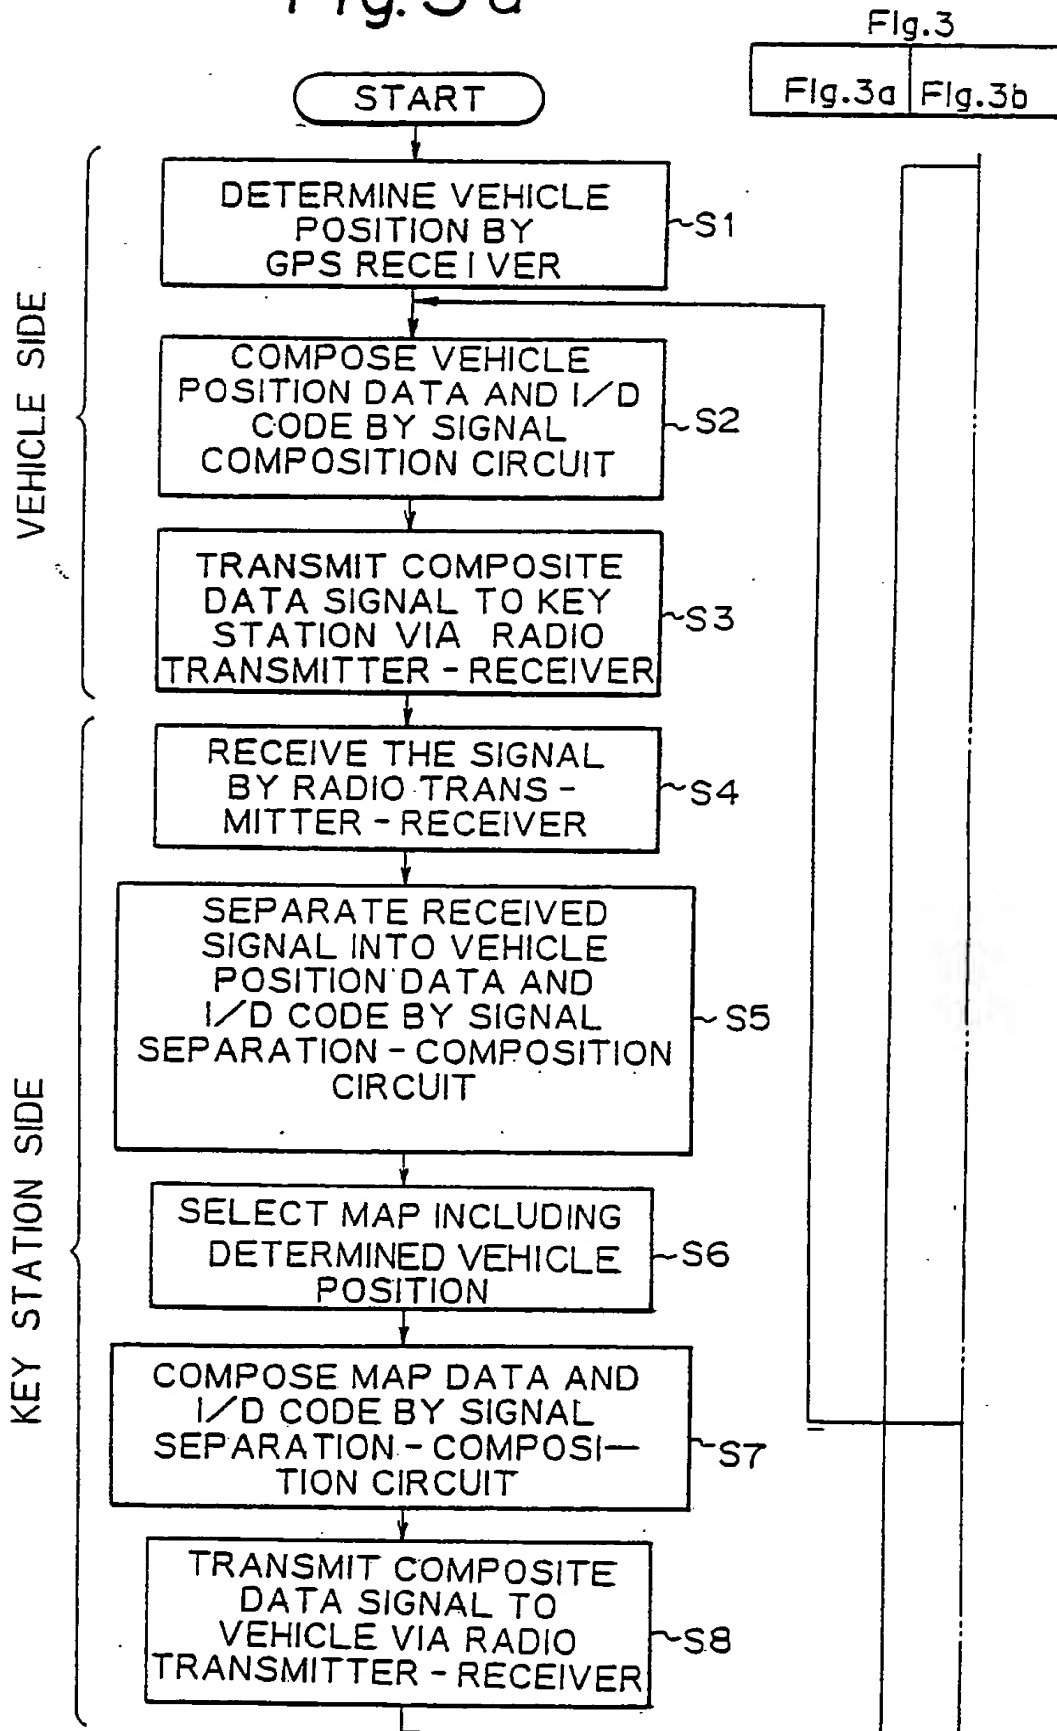 Fig. 3 a
Fig.3
Fig.3a Fig.3b
START
VEHICLE SIDE
DETERMINE VEHICLE
POSITION BY
GPS RECEIVER
S1
COMPOSE VEHICLE
POSITION DATA AND I/D
CODE BY SIGNAL
COMPOSITION CIRCUIT
S2
TRANSMIT COMPOSITE
DATA SIGNAL TO KEY
STATION VIA RADIO
TRANSMITTER-RECEIVER
S3
KEY STATION SIDE
RECEIVE THE SIGNAL
BY RADIO TRANS-
MITTER-RECEIVER
S4
SEPARATE RECEIVED
SIGNAL INTO VEHICLE
POSITION DATA AND
I/D CODE BY SIGNAL
SEPARATION-COMPOSITION
CIRCUIT
S5
SELECT MAP INCLUDING
DETERMINED VEHICLE
POSITION
S6
COMPOSE MAP DATA AND
I/D CODE BY SIGNAL
SEPARATION-COMPOSI-
TION CIRCUIT
S7
TRANSMIT COMPOSITE
DATA SIGNAL TO
VEHICLE VIA RADIO
TRANSMITTER-RECEIVER
S8